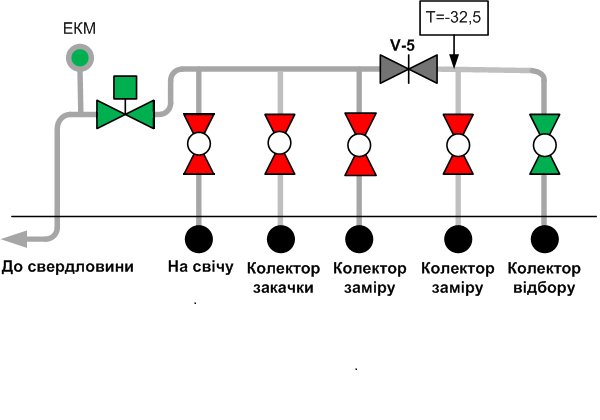 T=-32,5
ЕКМ
V-5
До свердловини
На свічу
Колектор
закачки
Колектор
заміру
Колектор
заміру
Колектор
відбору